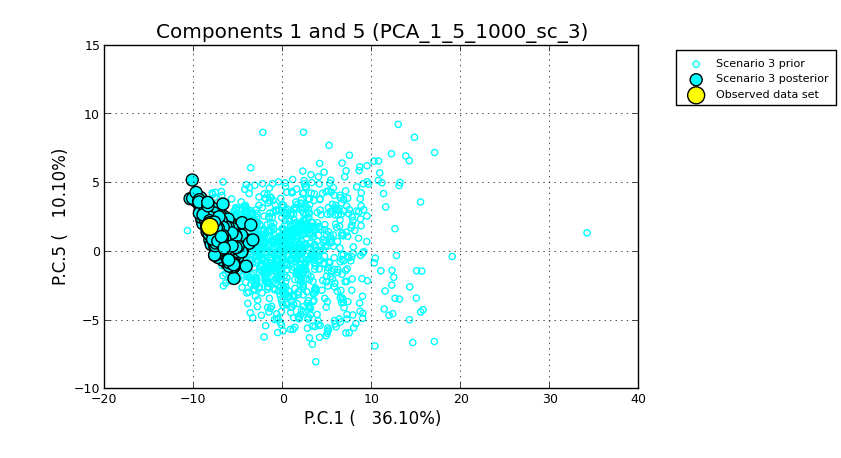 Components 1 and 5 (PCA_1_5_1000_sc_3)
15
10
5
0
−5
−10
−20
−10
0
10
20
30
40
P.C.5 (   10.10%)
P.C.1 (   36.10%)
Scenario 3 prior
Scenario 3 posterior
Observed data set